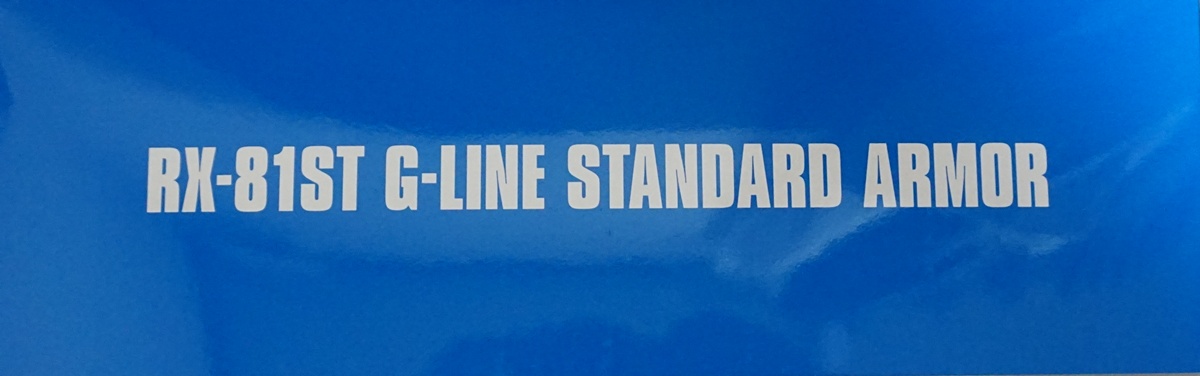 RX-81ST G-LINE STANDARD ARMOR